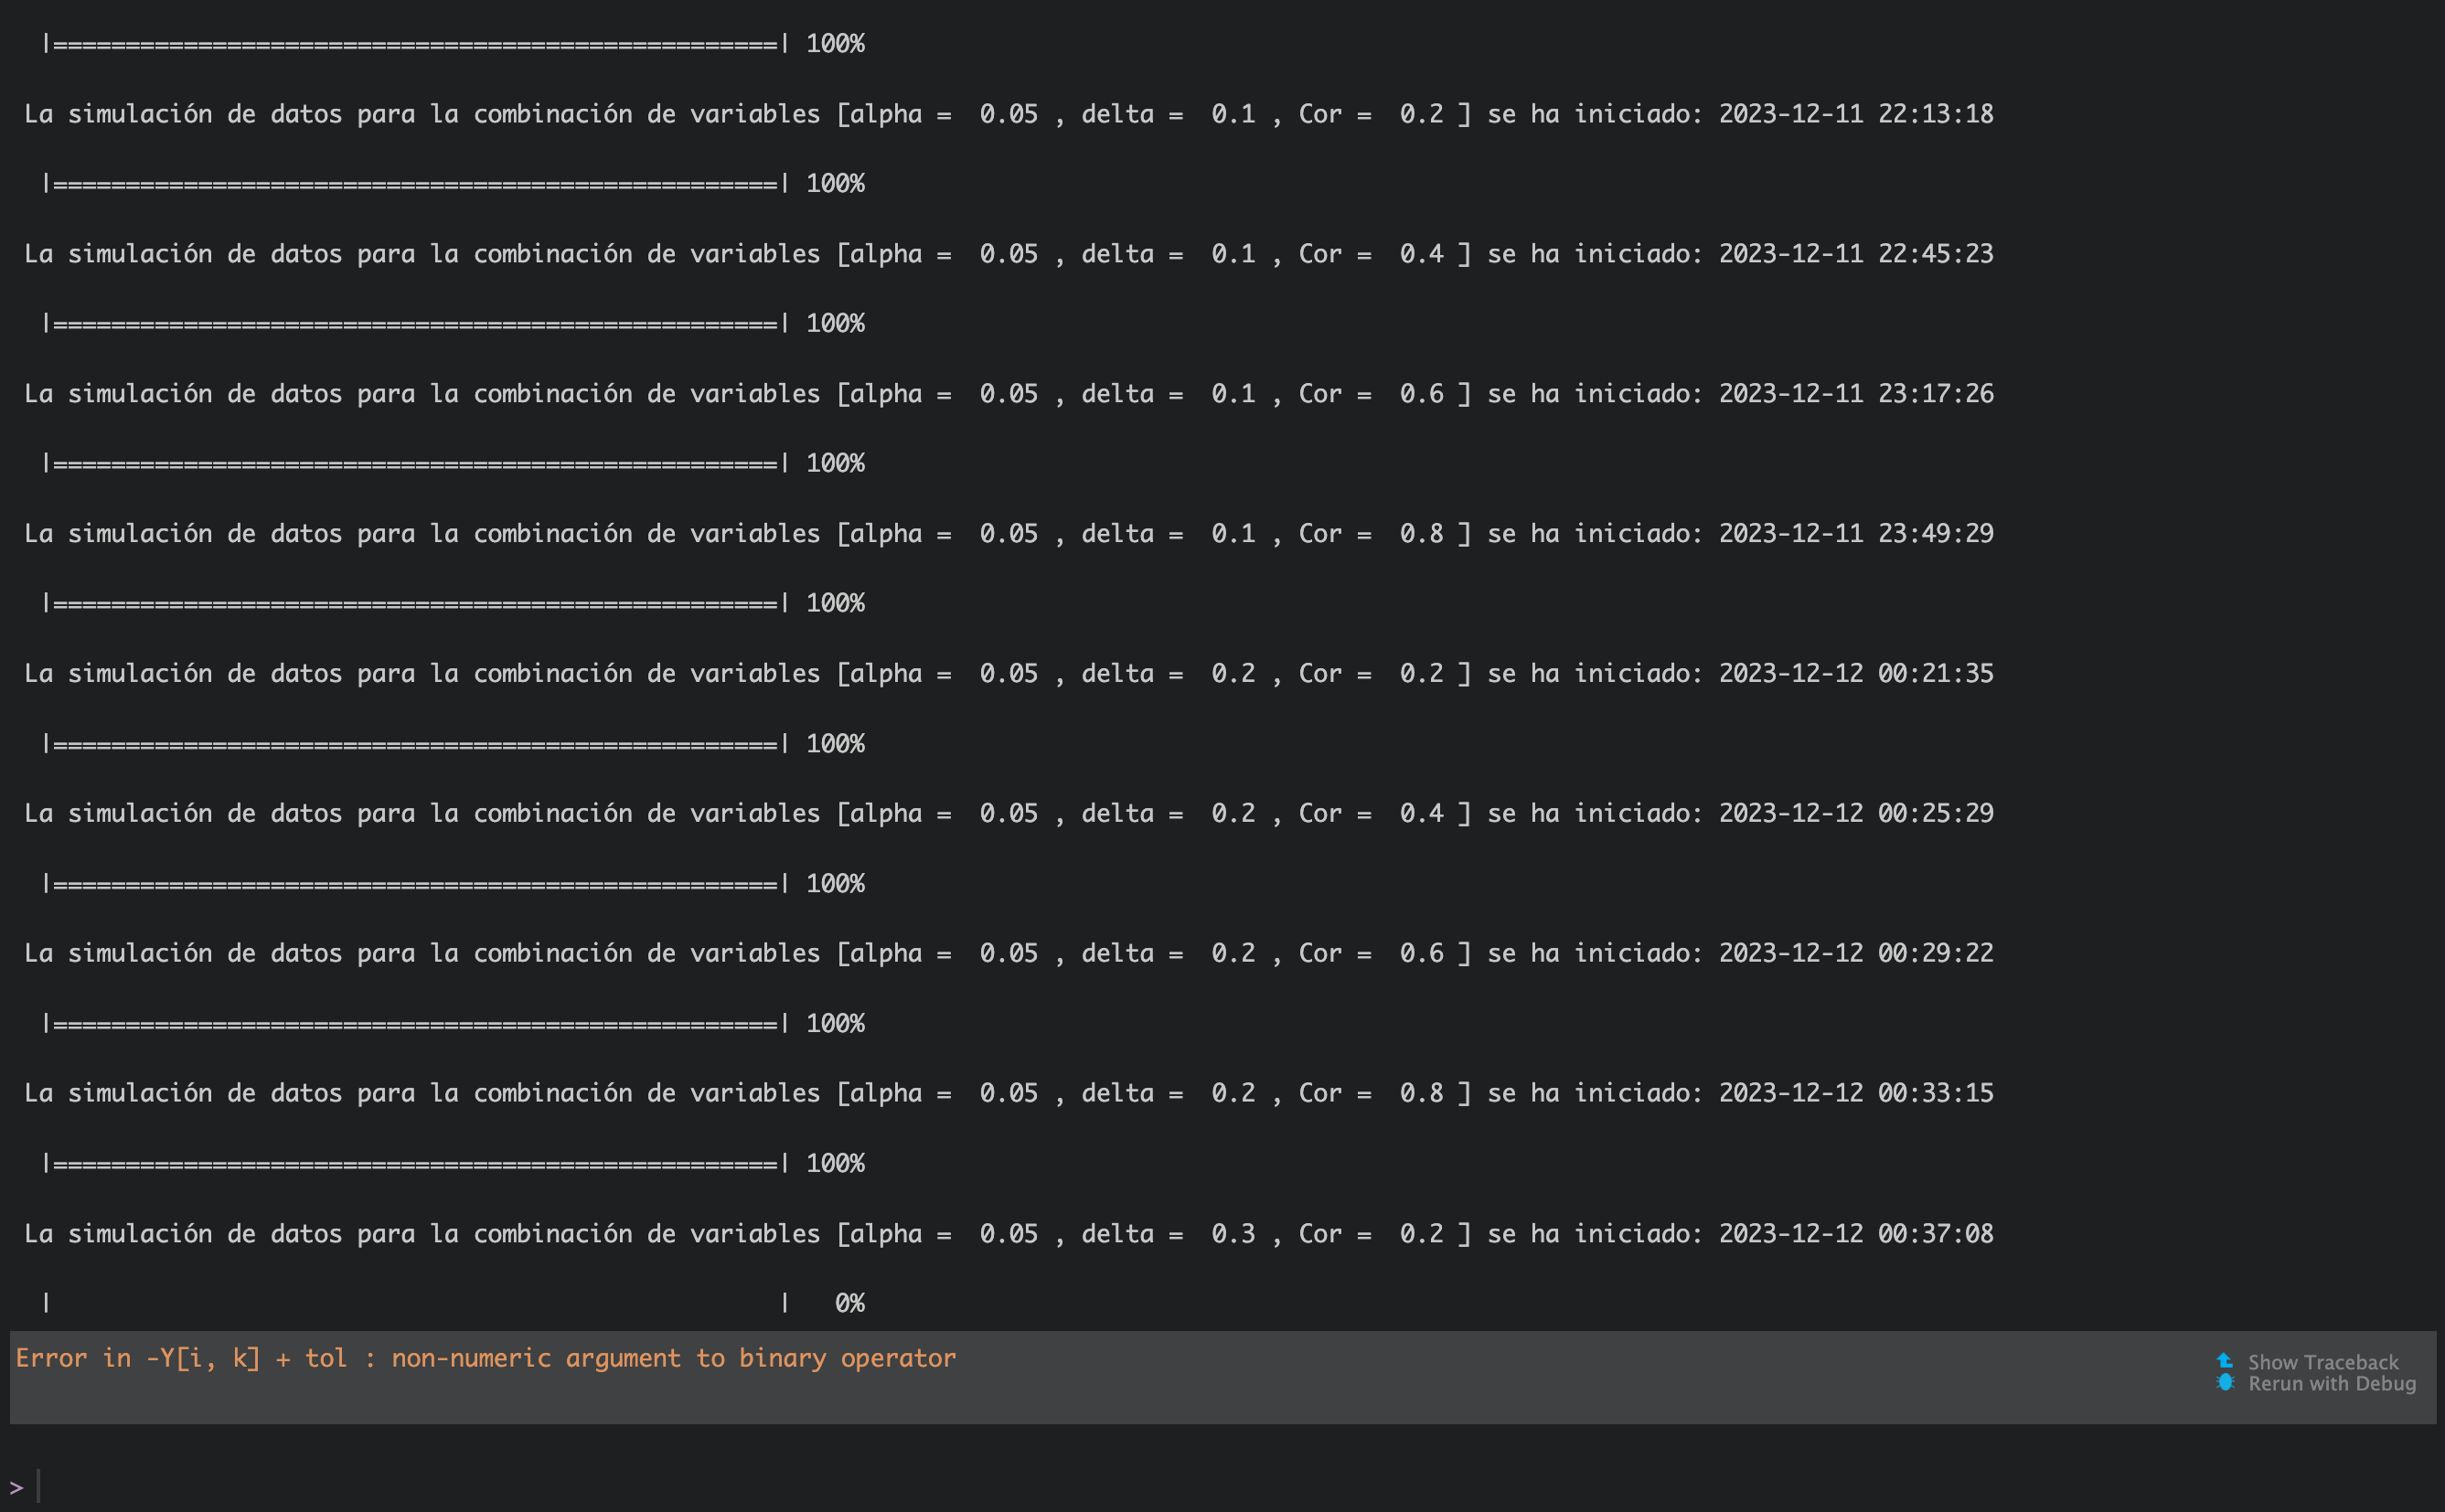 |==================================================| 100%
La simulación de datos para la combinación de variables [alpha =  0.05 , delta =  0.1 , Cor =  0.2 ] se ha iniciado: 2023-12-11 22:13:18
|==================================================| 100%
La simulación de datos para la combinación de variables [alpha =  0.05 , delta =  0.1 , Cor =  0.4 ] se ha iniciado: 2023-12-11 22:45:23
|==================================================| 100%
La simulación de datos para la combinación de variables [alpha =  0.05 , delta =  0.1 , Cor =  0.6 ] se ha iniciado: 2023-12-11 23:17:26
|==================================================| 100%
La simulación de datos para la combinación de variables [alpha =  0.05 , delta =  0.1 , Cor =  0.8 ] se ha iniciado: 2023-12-11 23:49:29
|==================================================| 100%
La simulación de datos para la combinación de variables [alpha =  0.05 , delta =  0.2 , Cor =  0.2 ] se ha iniciado: 2023-12-12 00:21:35
|==================================================| 100%
La simulación de datos para la combinación de variables [alpha =  0.05 , delta =  0.2 , Cor =  0.4 ] se ha iniciado: 2023-12-12 00:25:29
|==================================================| 100%
La simulación de datos para la combinación de variables [alpha =  0.05 , delta =  0.2 , Cor =  0.6 ] se ha iniciado: 2023-12-12 00:29:22
|==================================================| 100%
La simulación de datos para la combinación de variables [alpha =  0.05 , delta =  0.2 , Cor =  0.8 ] se ha iniciado: 2023-12-12 00:33:15
|==================================================| 100%
La simulación de datos para la combinación de variables [alpha =  0.05 , delta =  0.3 , Cor =  0.2 ] se ha iniciado: 2023-12-12 00:37:08
|                                                  |   0%
Error in -Y[i, k] + tol : non-numeric argument to binary operator
Show Traceback
Rerun with Debug
>